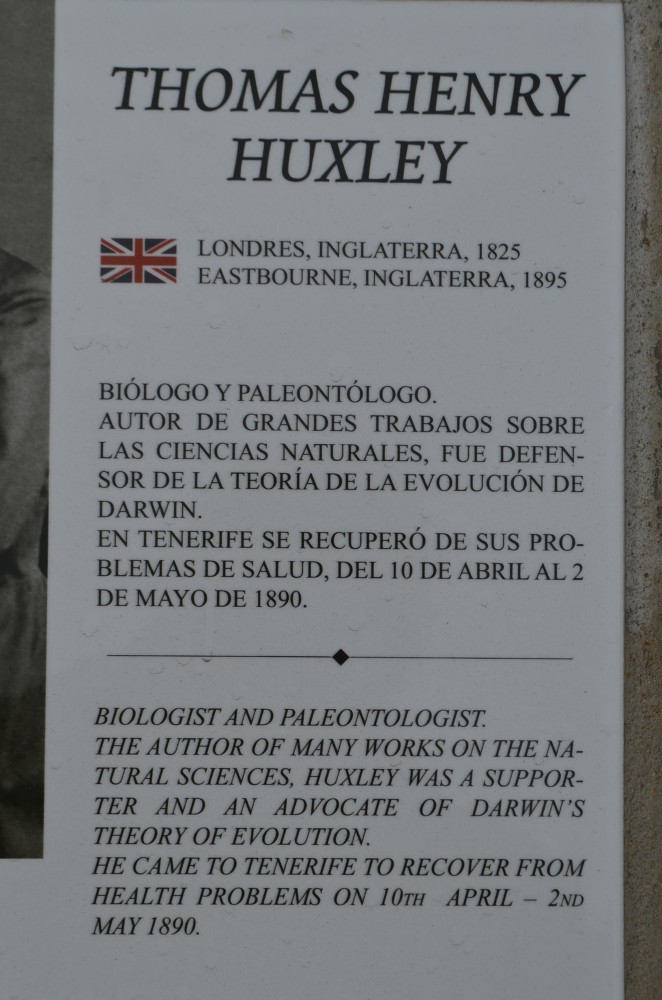 THOMAS HENRY
HUXLEY
LONDRES, INGLATERRA, 1825
EASTBOURNE, INGLATERRA, 1895
BIÓLOGO Y PALEONTÓLOGO.
AUTOR DE GRANDES TRABAJOS SOBRE
LAS CIENCIAS NATURALES, FUE DEFEN-
SOR DE LA TEORÍA DE LA EVOLUCIÓN DE
DARWIN.
EN TENERIFE SE RECUPERÓ DE SUS PRO-
BLEMAS DE SALUD, DEL 10 DE ABRIL AL 2
DE MAYO DE 1890.
BIOLOGIST AND PALEONTOLOGIST.
THE AUTHOR OF MANY WORKS ON THE NA-
TURAL SCIENCES, HUXLEY WAS A SUPPOR-
TER AND AN ADVOCATE OF DARWIN'S
THEORY OF EVOLUTION.
HE CAME TO TENERIFE TO RECOVER FROM
HEALTH PROBLEMS ON 10TH APRIL – 2ND
MAY 1890.